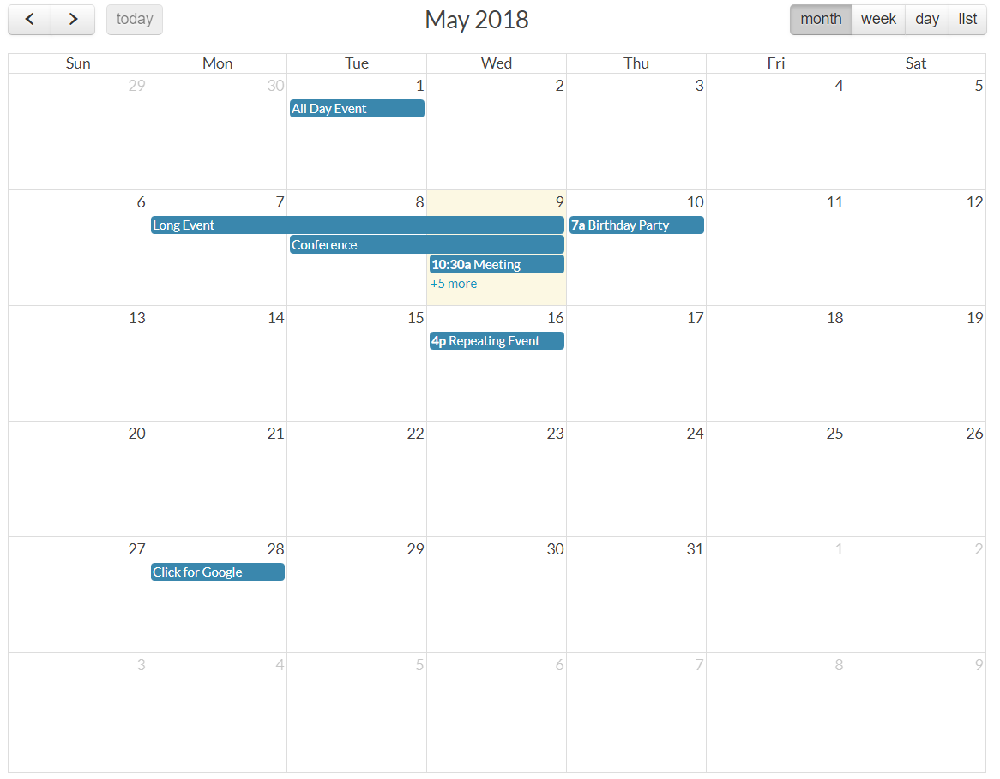 today May 2018 month week day list
Sun Mon Tue Wed Thu Fri Sat
29 30 1 2 3 4 5
All Day Event
6 7 8 9 10 11 12
Long Event 7a Birthday Party
Conference
10:30a Meeting
+5 more
13 14 15 16 17 18 19
4p Repeating Event
20 21 22 23 24 25 26
27 28 29 30 31 1 2
Click for Google
3 4 5 6 7 8 9